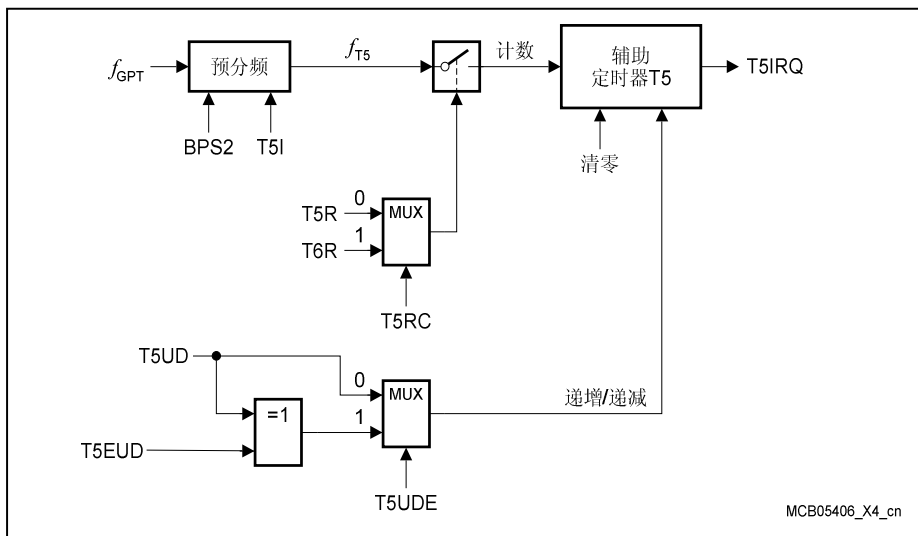 fGPT
预分频
fT5
计数
辅助
定时器T5
T5IRQ
BPS2
T5I
清零
T5R
0
MUX
T6R
1
T5RC
T5UD
0
MUX
递增/递减
=1
1
T5EUD
T5UDE
MCB05406_X4_cn